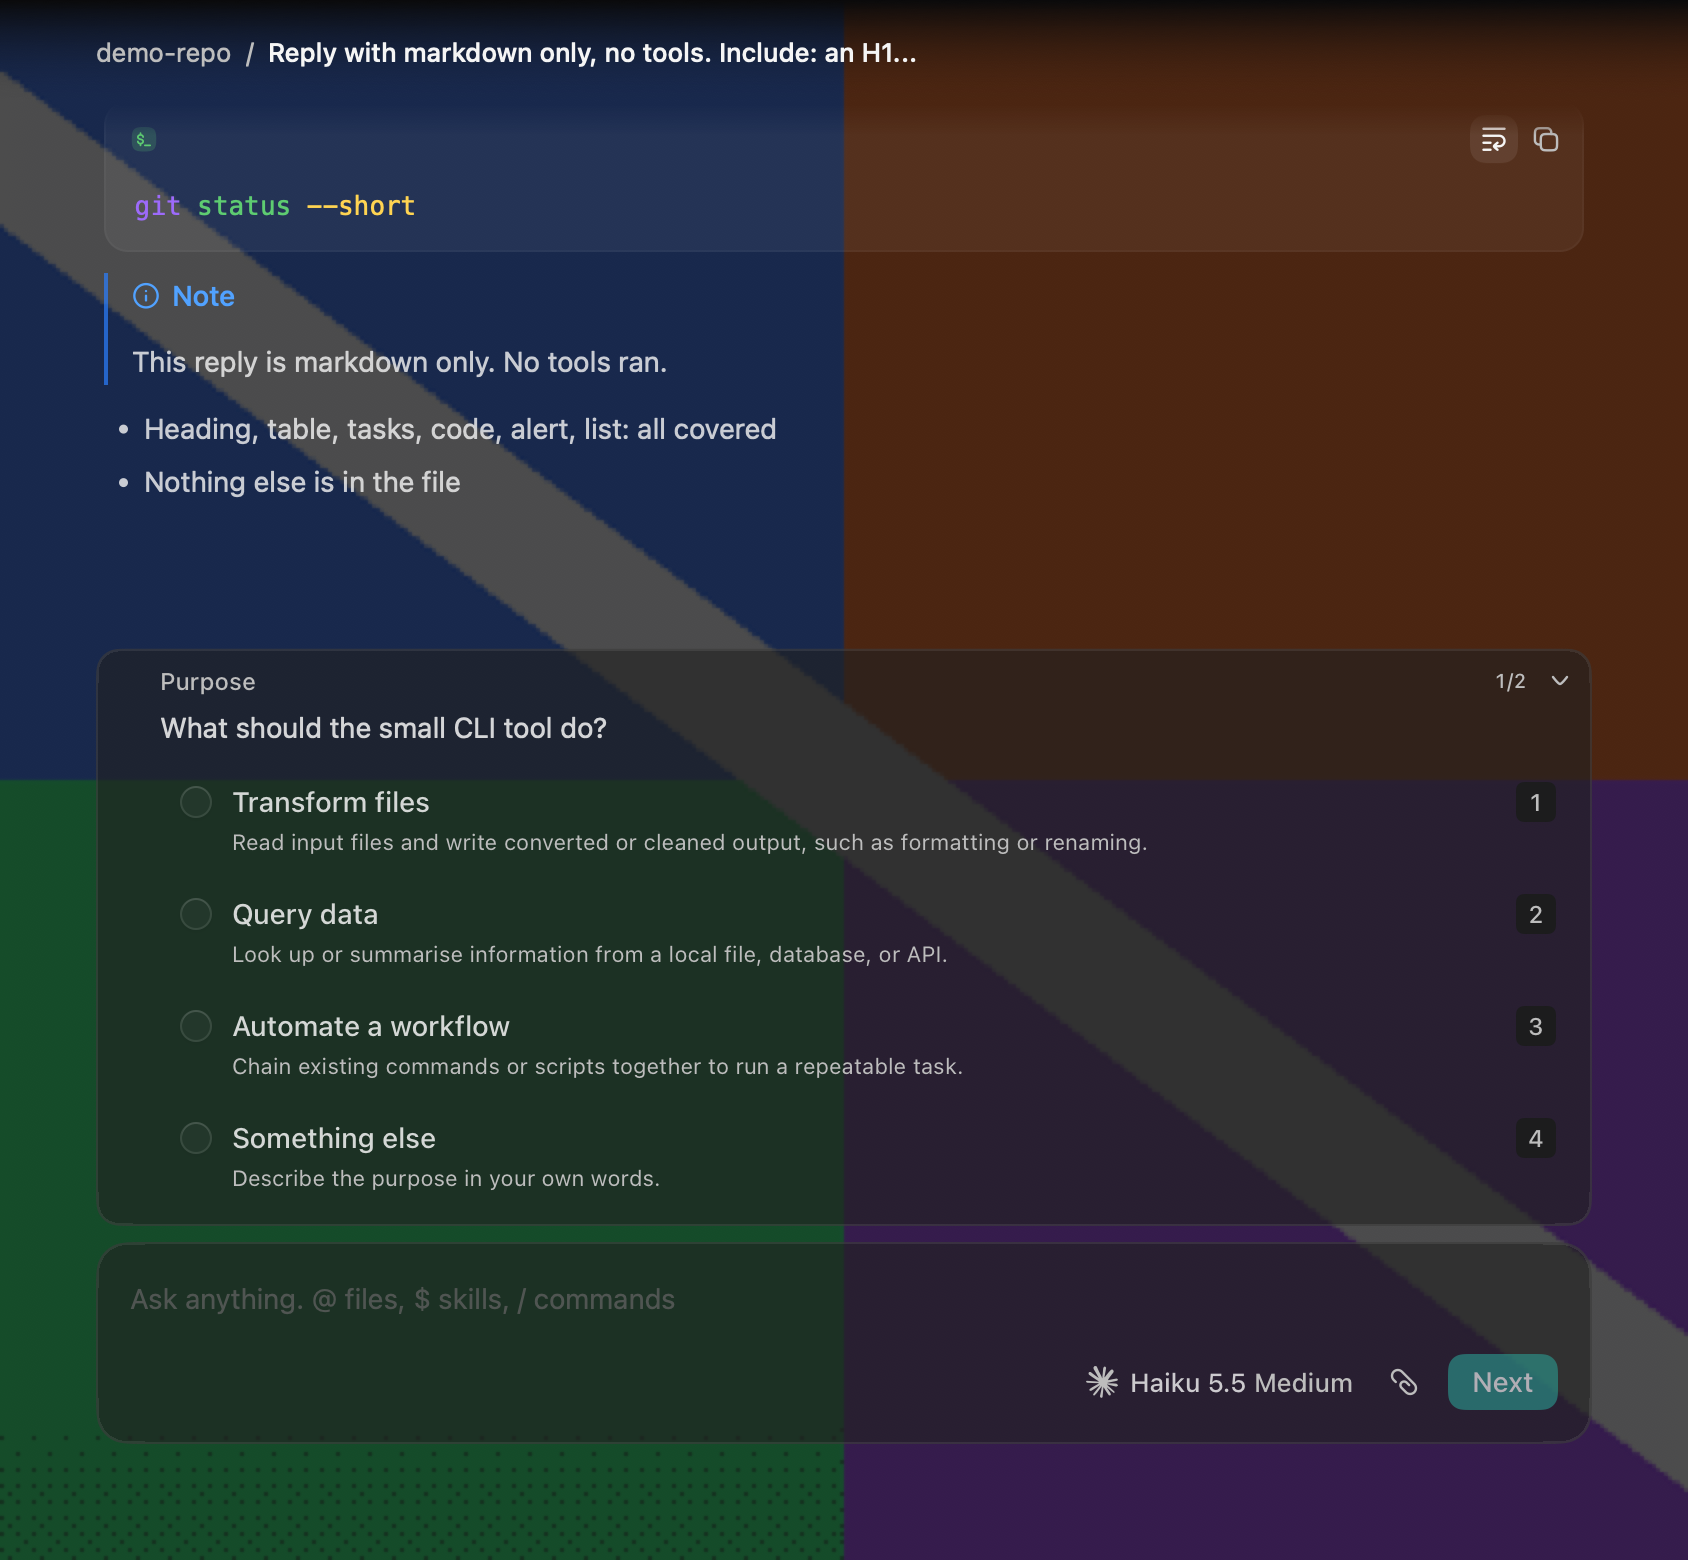 demo-repo / Reply with markdown only, no tools. Include: an H1...
$_
git status --short
Note
This reply is markdown only. No tools ran.
• Heading, table, tasks, code, alert, list: all covered
• Nothing else is in the file
Purpose 1/2
What should the small CLI tool do?
Transform files 1
Read input files and write converted or cleaned output, such as formatting or renaming.
Query data 2
Look up or summarise information from a local file, database, or API.
Automate a workflow 3
Chain existing commands or scripts together to run a repeatable task.
Something else 4
Describe the purpose in your own words.
Ask anything. @ files, $ skills, / commands
Haiku 5.5 Medium Next